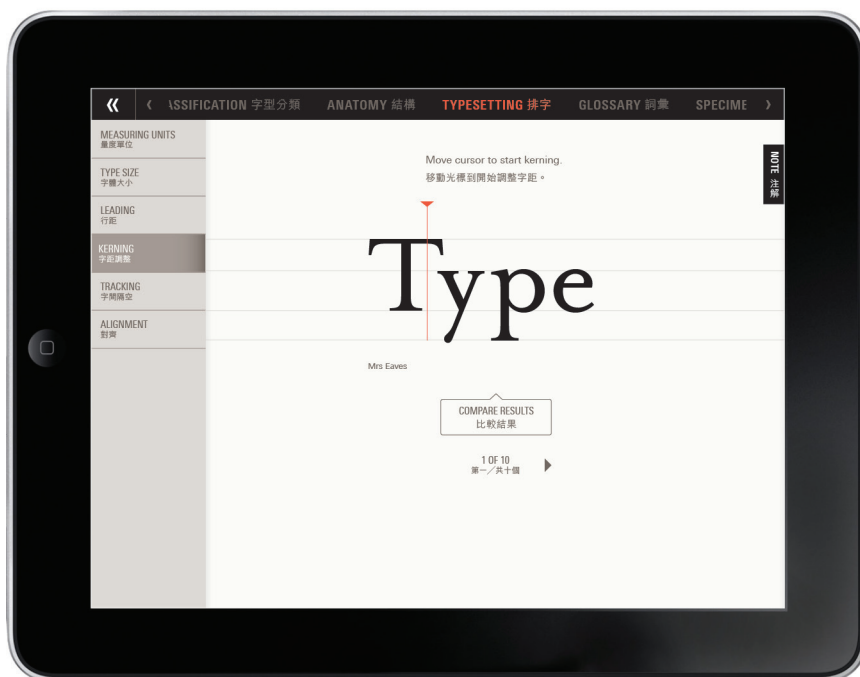 « ‹ ASSIFICATION 字型分類 ANATOMY 結構 TYPESETTING 排字 GLOSSARY 詞彙 SPECIME ›
MEASURING UNITS
量度單位
TYPE SIZE
字體大小
LEADING
行距
KERNING
字距調整
TRACKING
字間隔空
ALIGNMENT
對齊
Move cursor to start kerning.
移動光標到開始調整字距。
Type
Mrs Eaves
COMPARE RESULTS
比較結果
1 OF 10
第一／共十個
NOTE 注解